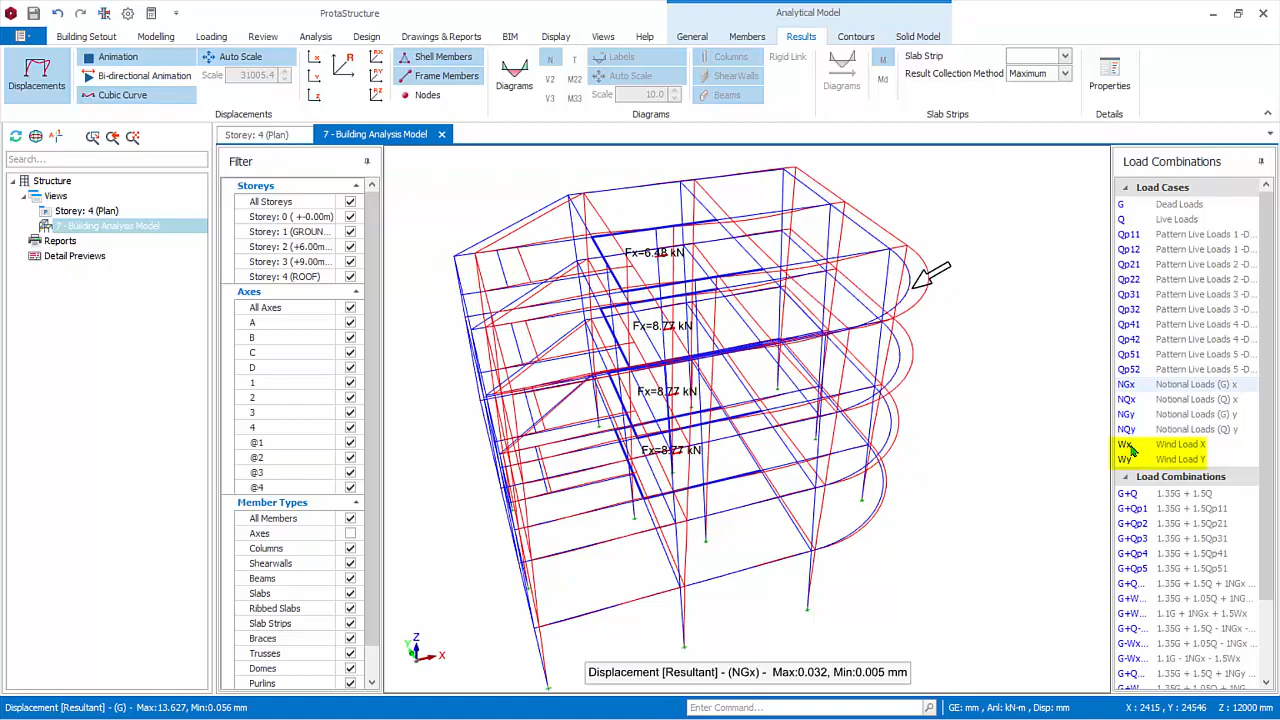 ProtaStructure
Analytical Model
Building Setout
Modelling
Loading
Review
Analysis
Design
Drawings & Reports
BIM
Display
Views
Help
General
Members
Results
Contours
Solid Model
Displacements
Animation
Bi-directional Animation
Cubic Curve
Auto Scale
Scale
31005.4
Shell Members
Frame Members
Nodes
Displacements
Diagrams
N
T
V2
M22
V3
M33
Labels
Auto Scale
Scale
10.0
Columns
ShearWalls
Beams
Rigid Link
Diagrams
Diagrams
M
Md
Slab Strip
Result Collection Method
Maximum
Slab Strips
Properties
Details
Search...
Structure
Views
Storey: 4 (Plan)
7 - Building Analysis Model
Reports
Detail Previews
Storey: 4 (Plan)
7 - Building Analysis Model
Filter
Storeys
All Storeys
Storey: 0 ( +-0.00m)
Storey: 1 (GROUN...
Storey: 2 (+6.00m...
Storey: 3 (+9.00m...
Storey: 4 (ROOF)
Axes
All Axes
A
B
C
D
1
2
3
4
@1
@2
@3
@4
Member Types
All Members
Axes
Columns
Shearwalls
Beams
Slabs
Ribbed Slabs
Slab Strips
Braces
Trusses
Domes
Purlins
Fx=6.48 kN
Fx=8.77 kN
Fx=8.77 kN
Fx=8.77 kN
Z
Y
X
Displacement [Resultant] - (NGx) - Max:0.032, Min:0.005 mm
Load Combinations
Load Cases
G Dead Loads
Q Live Loads
Qp11 Pattern Live Loads 1 -D...
Qp12 Pattern Live Loads 1 -D...
Qp21 Pattern Live Loads 2 -D...
Qp22 Pattern Live Loads 2 -D...
Qp31 Pattern Live Loads 3 -D...
Qp32 Pattern Live Loads 3 -D...
Qp41 Pattern Live Loads 4 -D...
Qp42 Pattern Live Loads 4 -D...
Qp51 Pattern Live Loads 5 -D...
Qp52 Pattern Live Loads 5 -D...
NGx Notional Loads (G) x
NQx Notional Loads (Q) x
NGy Notional Loads (G) y
NQy Notional Loads (Q) y
Wx Wind Load X
Wy Wind Load Y
Load Combinations
G+Q 1.35G + 1.5Q
G+Qp1 1.35G + 1.5Qp11
G+Qp2 1.35G + 1.5Qp21
G+Qp3 1.35G + 1.5Qp31
G+Qp4 1.35G + 1.5Qp41
G+Qp5 1.35G + 1.5Qp51
G+Q... 1.35G + 1.5Q + 1NGx ...
G+W... 1.35G + 1.05Q + 1NG...
G+W... 1.1G + 1NGx + 1.5Wx
G+Q-... 1.35G + 1.5Q - 1NGx -...
G-Wx... 1.35G + 1.05Q - 1NGx...
G-Wx... 1.1G - 1NGx - 1.5Wx
G+Q... 1.35G + 1.5Q + 1NGy ...
Displacement [Resultant] - (G) - Max:13.627, Min:0.056 mm
Enter Command...
GE: mm , Anl: kN-m , Disp: mm
X : 2415 , Y : 24546
Z : 12000 mm